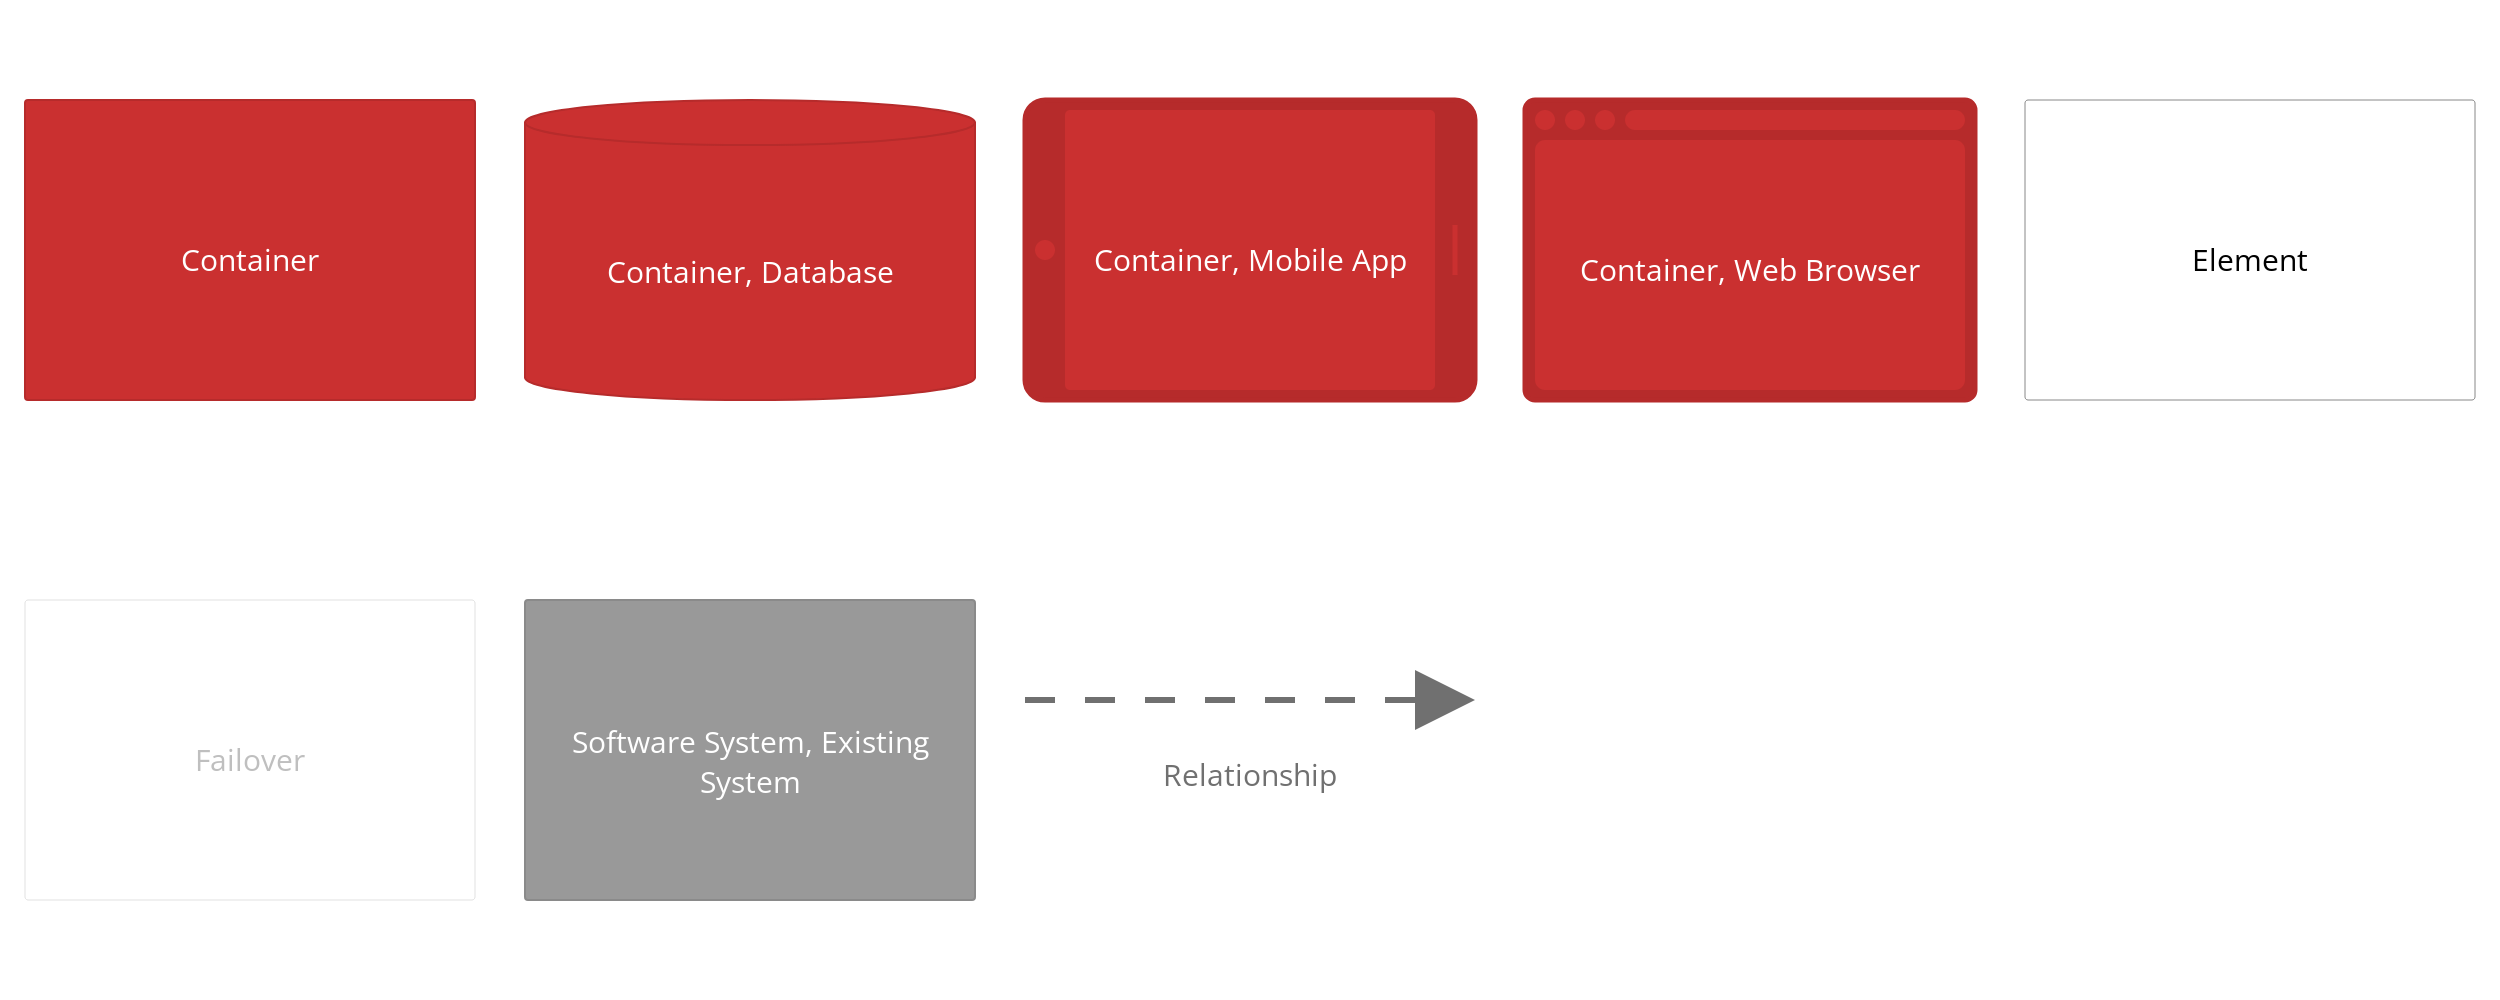 Container
Container, Database
Container, Mobile App
Container, Web Browser
Element
Failover
Software System, Existing
System
Relationship